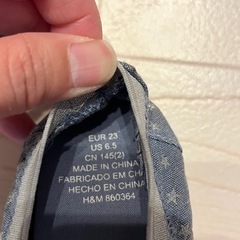 EUR 23
US 6.5
CN 145(2)
MADE IN CHINA
FABRICADO EM CHI
HECHO EN CHINA
H&M 860364